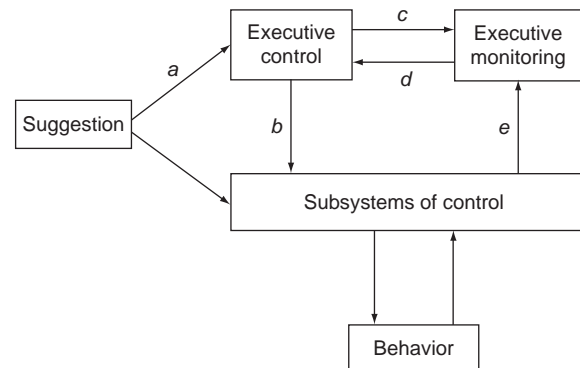 Executive
control
c
Executive
monitoring
a
d
Suggestion
b
e
Subsystems of control
Behavior